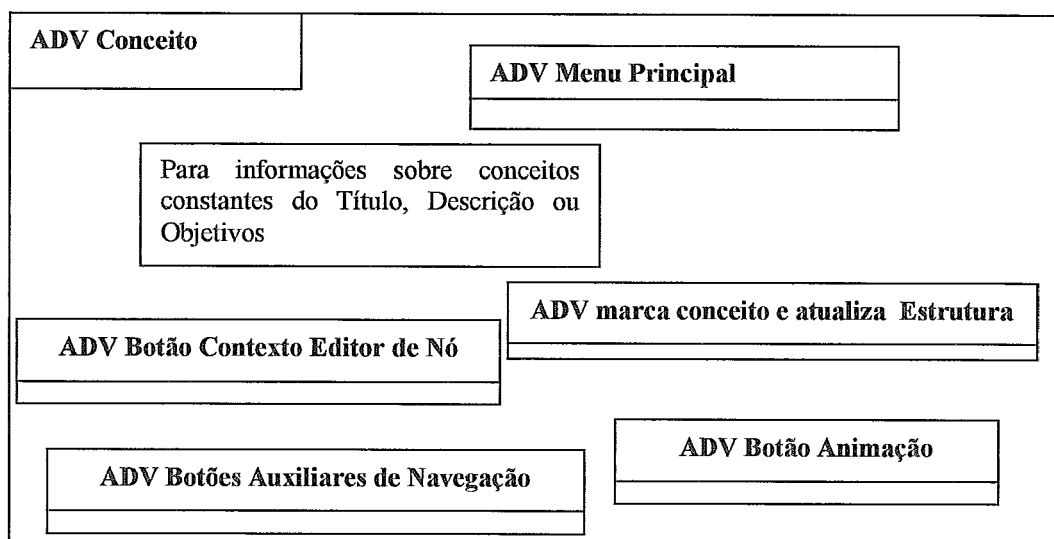 ADV Conceito
ADV Menu Principal
Para informações sobre conceitos
constantes do Título, Descrição ou
Objetivos
ADV marca conceito e atualiza Estrutura
ADV Botão Contexto Editor de Nó
ADV Botão Animação
ADV Botões Auxiliares de Navegação